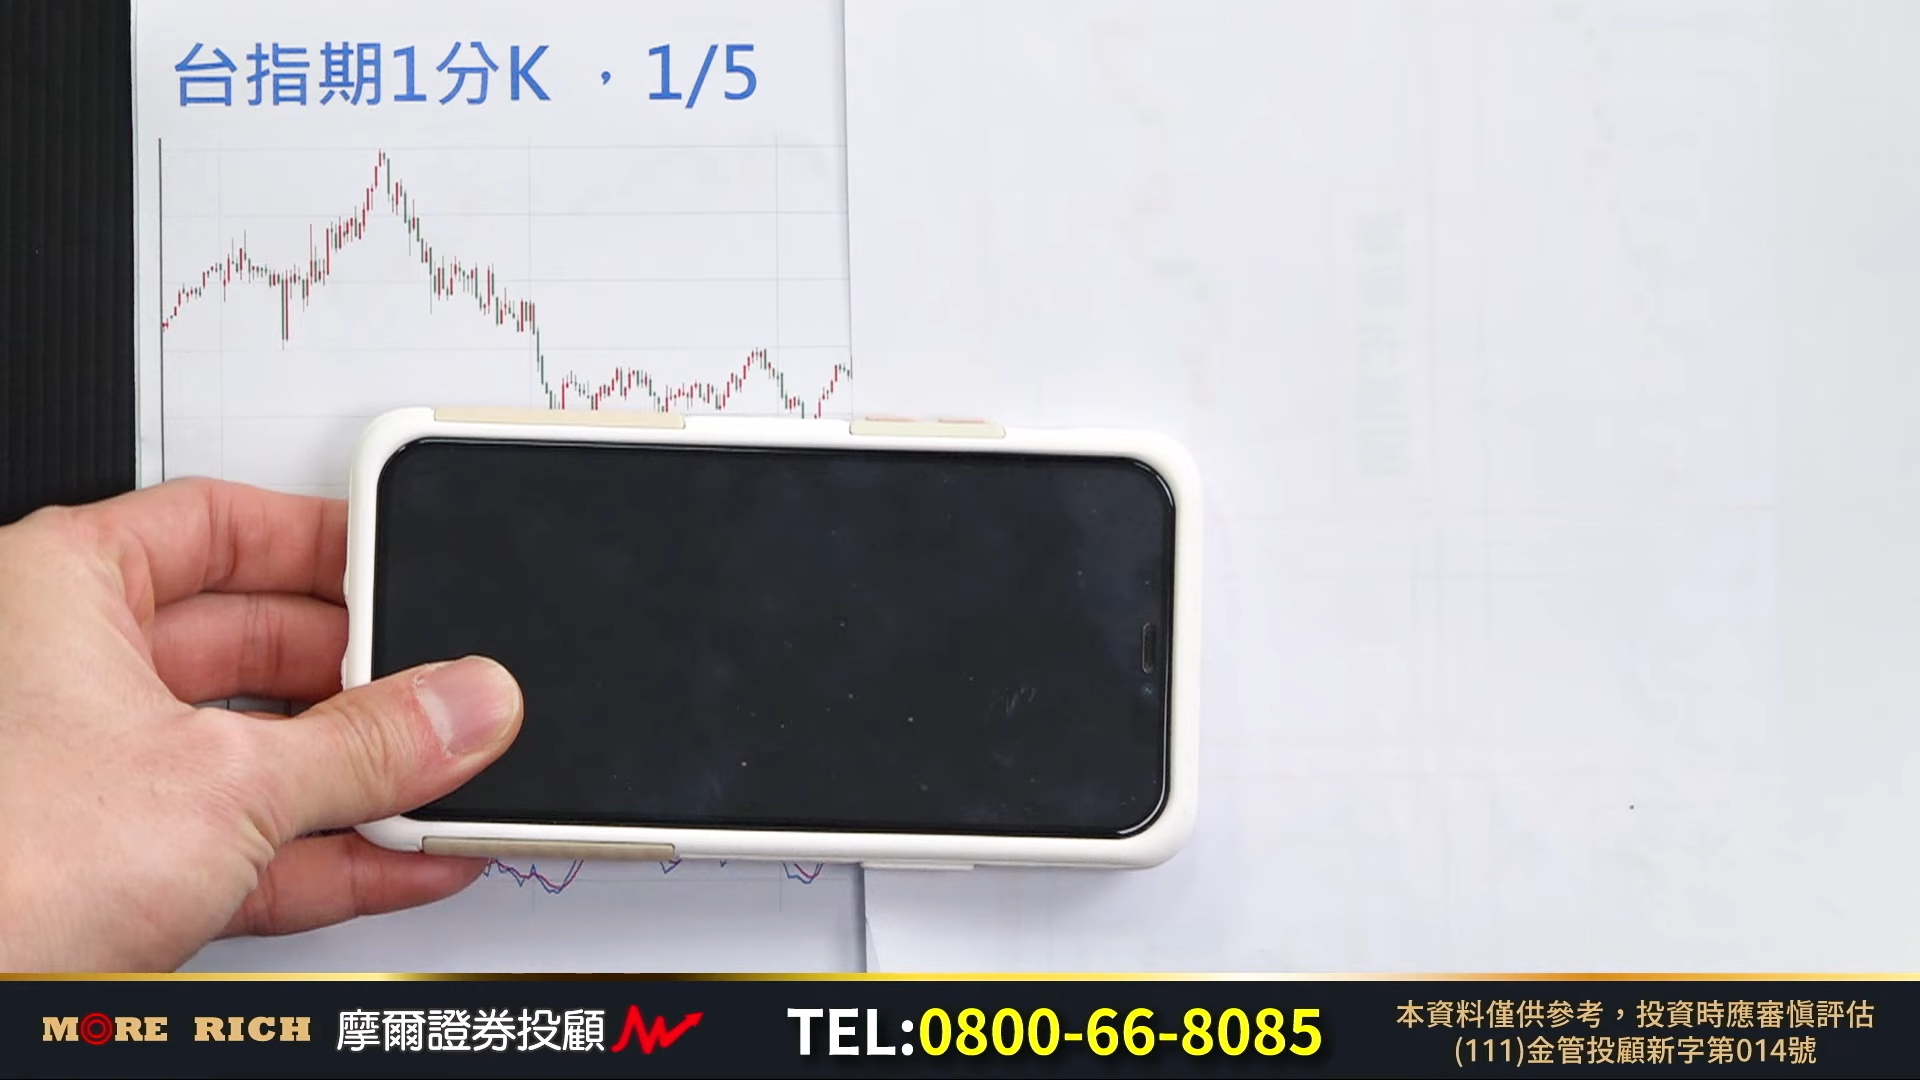 台指期1分K ，1/5
MORE RICH 摩爾證券投顧
TEL:0800-66-8085
本資料僅供參考，投資時應審慎評估
(111)金管投顧新字第014號